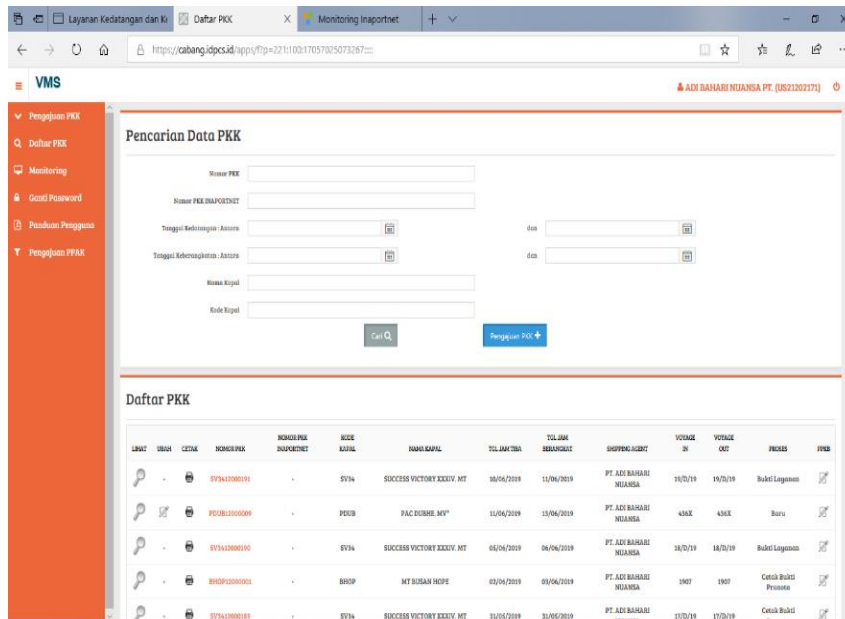 Layanan Kedatangan dan Ke
Daftar PKK
Monitoring Inaportnet
https://cabang.idpcs.id/apps/f?p=221:100:17057025073267:::::
VMS
ADI BAHARI NUANSA PT. (US21202171)
Pengajuan PKK
Daftar PKK
Monitoring
Ganti Password
Panduan Pengguna
Pengajuan PPAK
Pencarian Data PKK
Nomor PKK
Nomor PKK INAPORTNET
Tanggal Kedatangan : Antara
dan
Tanggal Keberangkatan : Antara
dan
Nama Kapal
Kode Kapal
Cari
Pengajuan PKK
Daftar PKK
LIHAT UBAH CETAK NOMOR PKK NOMOR PKK INAPORTNET KODE KAPAL NAMA KAPAL TGL JAM TIBA TGL JAM BERANGKAT SHIPPING AGENT VOYAGE IN VOYAGE OUT PROSES PPKB
- SV3412000191 - SV34 SUCCESS VICTORY XXXIV. MT 10/06/2019 11/06/2019 PT. ADI BAHARI NUANSA 19/D/19 19/D/19 Bukti Layanan
PDUB12000009 - PDUB PAC DUBHE. MV" 11/06/2019 13/06/2019 PT. ADI BAHARI NUANSA 436X 436X Baru
- SV3412000190 - SV34 SUCCESS VICTORY XXXIV. MT 05/06/2019 06/06/2019 PT. ADI BAHARI NUANSA 18/D/19 18/D/19 Bukti Layanan
- BHOP12000001 - BHOP MT BUSAN HOPE 02/06/2019 03/06/2019 PT. ADI BAHARI NUANSA 1907 1907 Cetak Bukti Pranota
- SV3412000189 - SV34 SUCCESS VICTORY XXXIV. MT 31/05/2019 31/05/2019 PT. ADI BAHARI 17/D/19 17/D/19 Cetak Bukti